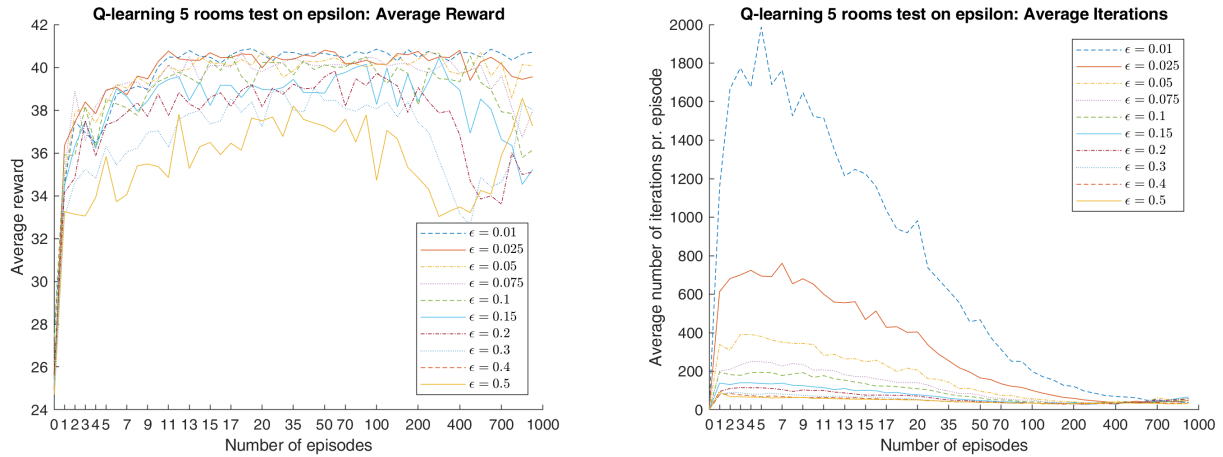 Q-learning 5 rooms test on epsilon: Average Reward
42
40
38
36
34
32
30
28
26
24
Average reward
ϵ = 0.01
ϵ = 0.025
ϵ = 0.05
ϵ = 0.075
ϵ = 0.1
ϵ = 0.15
ϵ = 0.2
ϵ = 0.3
ϵ = 0.4
ϵ = 0.5
0 1 2 3 4 5 7 9 11 13 15 17 20 35 50 70 100 200 400 700 1000
Number of episodes
Q-learning 5 rooms test on epsilon: Average Iterations
2000
1800
1600
1400
1200
1000
800
600
400
200
0
Average number of iterations pr. episode
ϵ = 0.01
ϵ = 0.025
ϵ = 0.05
ϵ = 0.075
ϵ = 0.1
ϵ = 0.15
ϵ = 0.2
ϵ = 0.3
ϵ = 0.4
ϵ = 0.5
0 1 2 3 4 5 7 9 11 13 15 17 20 35 50 70 100 200 400 700 1000
Number of episodes